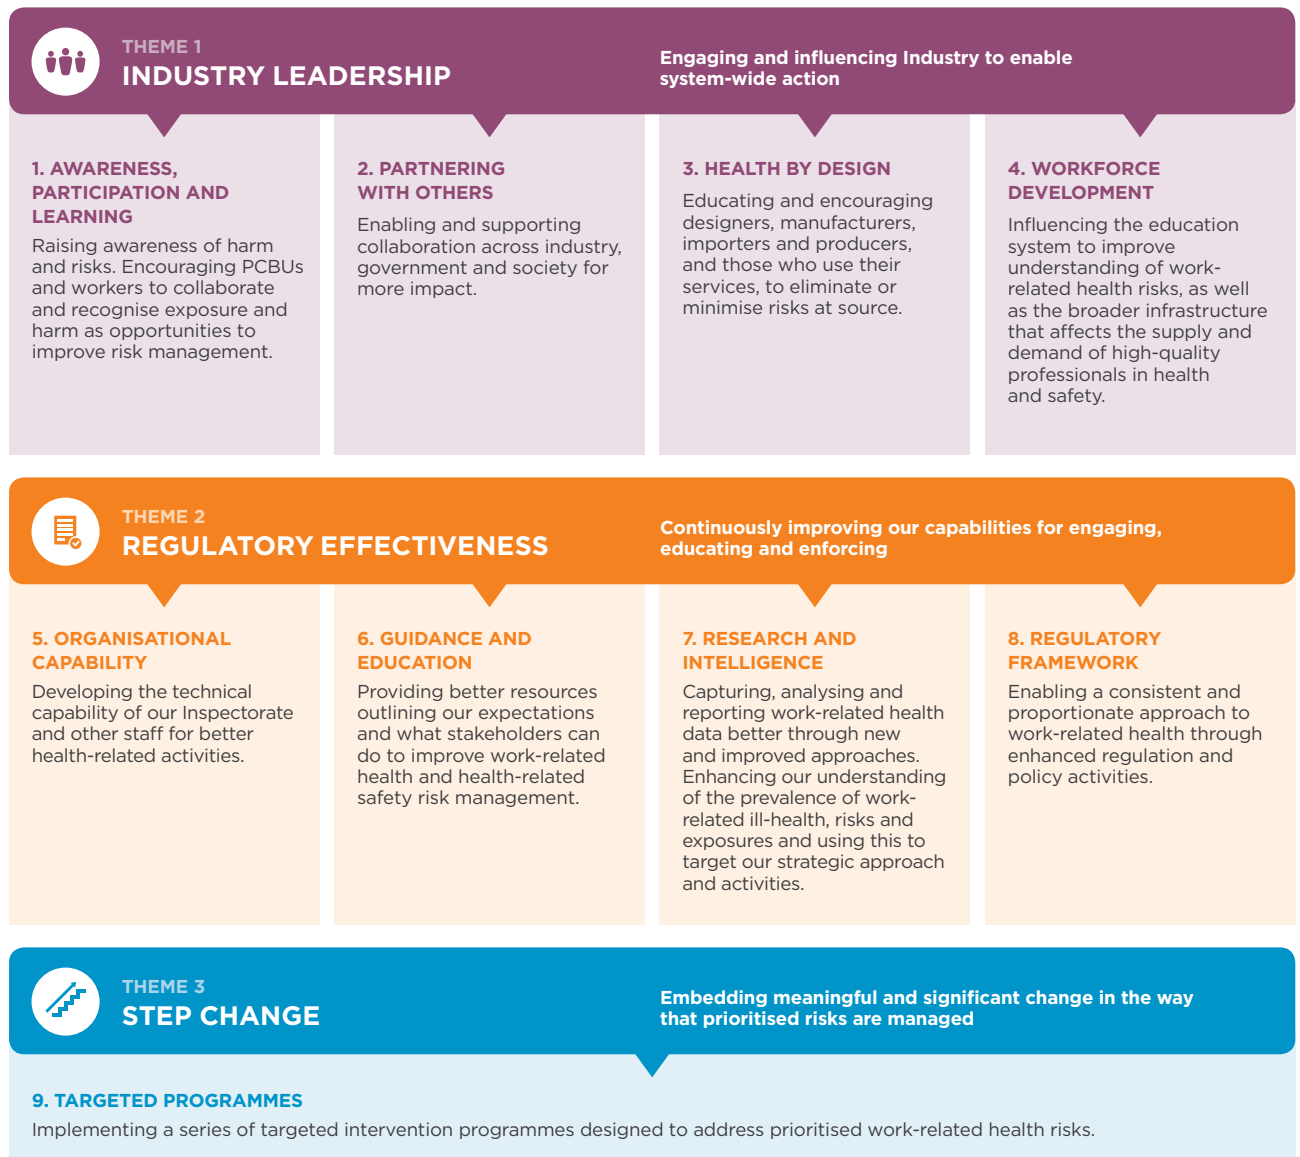 THEME 1
INDUSTRY LEADERSHIP
Engaging and influencing Industry to enable
system-wide action
1. AWARENESS,
PARTICIPATION AND
LEARNING
Raising awareness of harm
and risks. Encouraging PCBUs
and workers to collaborate
and recognise exposure and
harm as opportunities to
improve risk management.
2. PARTNERING
WITH OTHERS
Enabling and supporting
collaboration across industry,
government and society for
more impact.
3. HEALTH BY DESIGN
Educating and encouraging
designers, manufacturers,
importers and producers,
and those who use their
services, to eliminate or
minimise risks at source.
4. WORKFORCE
DEVELOPMENT
Influencing the education
system to improve
understanding of work-
related health risks, as well
as the broader infrastructure
that affects the supply and
demand of high-quality
professionals in health
and safety.
THEME 2
REGULATORY EFFECTIVENESS
Continuously improving our capabilities for engaging,
educating and enforcing
5. ORGANISATIONAL
CAPABILITY
Developing the technical
capability of our Inspectorate
and other staff for better
health-related activities.
6. GUIDANCE AND
EDUCATION
Providing better resources
outlining our expectations
and what stakeholders can
do to improve work-related
health and health-related
safety risk management.
7. RESEARCH AND
INTELLIGENCE
Capturing, analysing and
reporting work-related health
data better through new
and improved approaches.
Enhancing our understanding
of the prevalence of work-
related ill-health, risks and
exposures and using this to
target our strategic approach
and activities.
8. REGULATORY
FRAMEWORK
Enabling a consistent and
proportionate approach to
work-related health through
enhanced regulation and
policy activities.
THEME 3
STEP CHANGE
Embedding meaningful and significant change in the way
that prioritised risks are managed
9. TARGETED PROGRAMMES
Implementing a series of targeted intervention programmes designed to address prioritised work-related health risks.